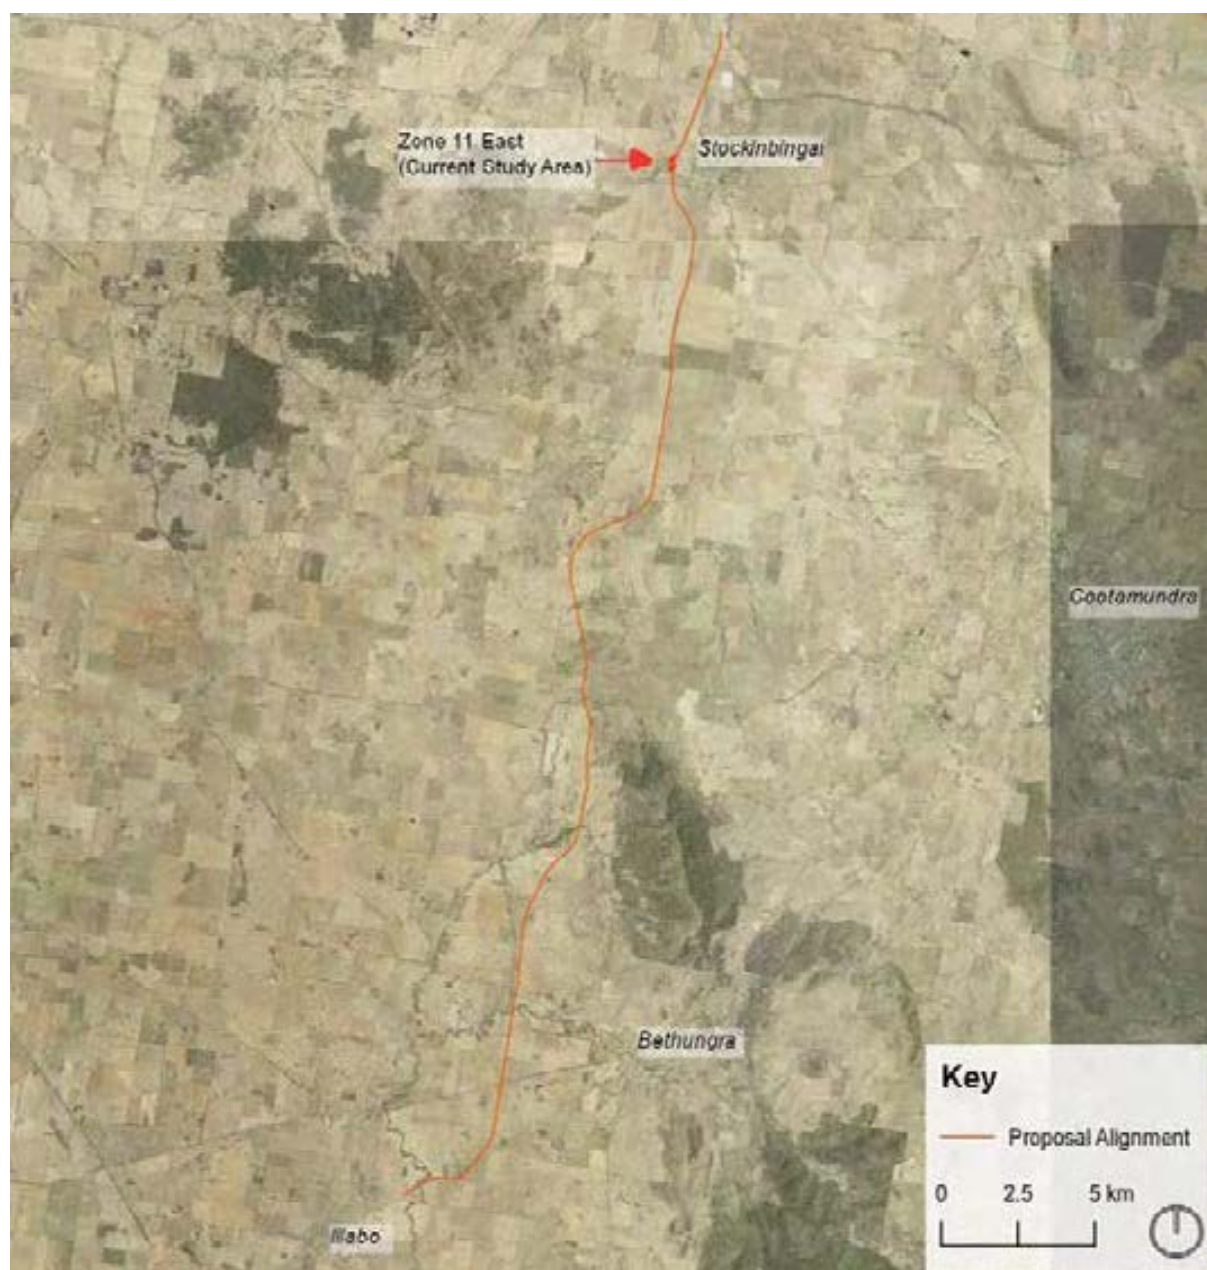 Zone 11 East
(Current Study Area)
Stockinbingal
Cootamundra
Bethungra
Illabo
Key
Proposal Alignment
0 2.5 5 km